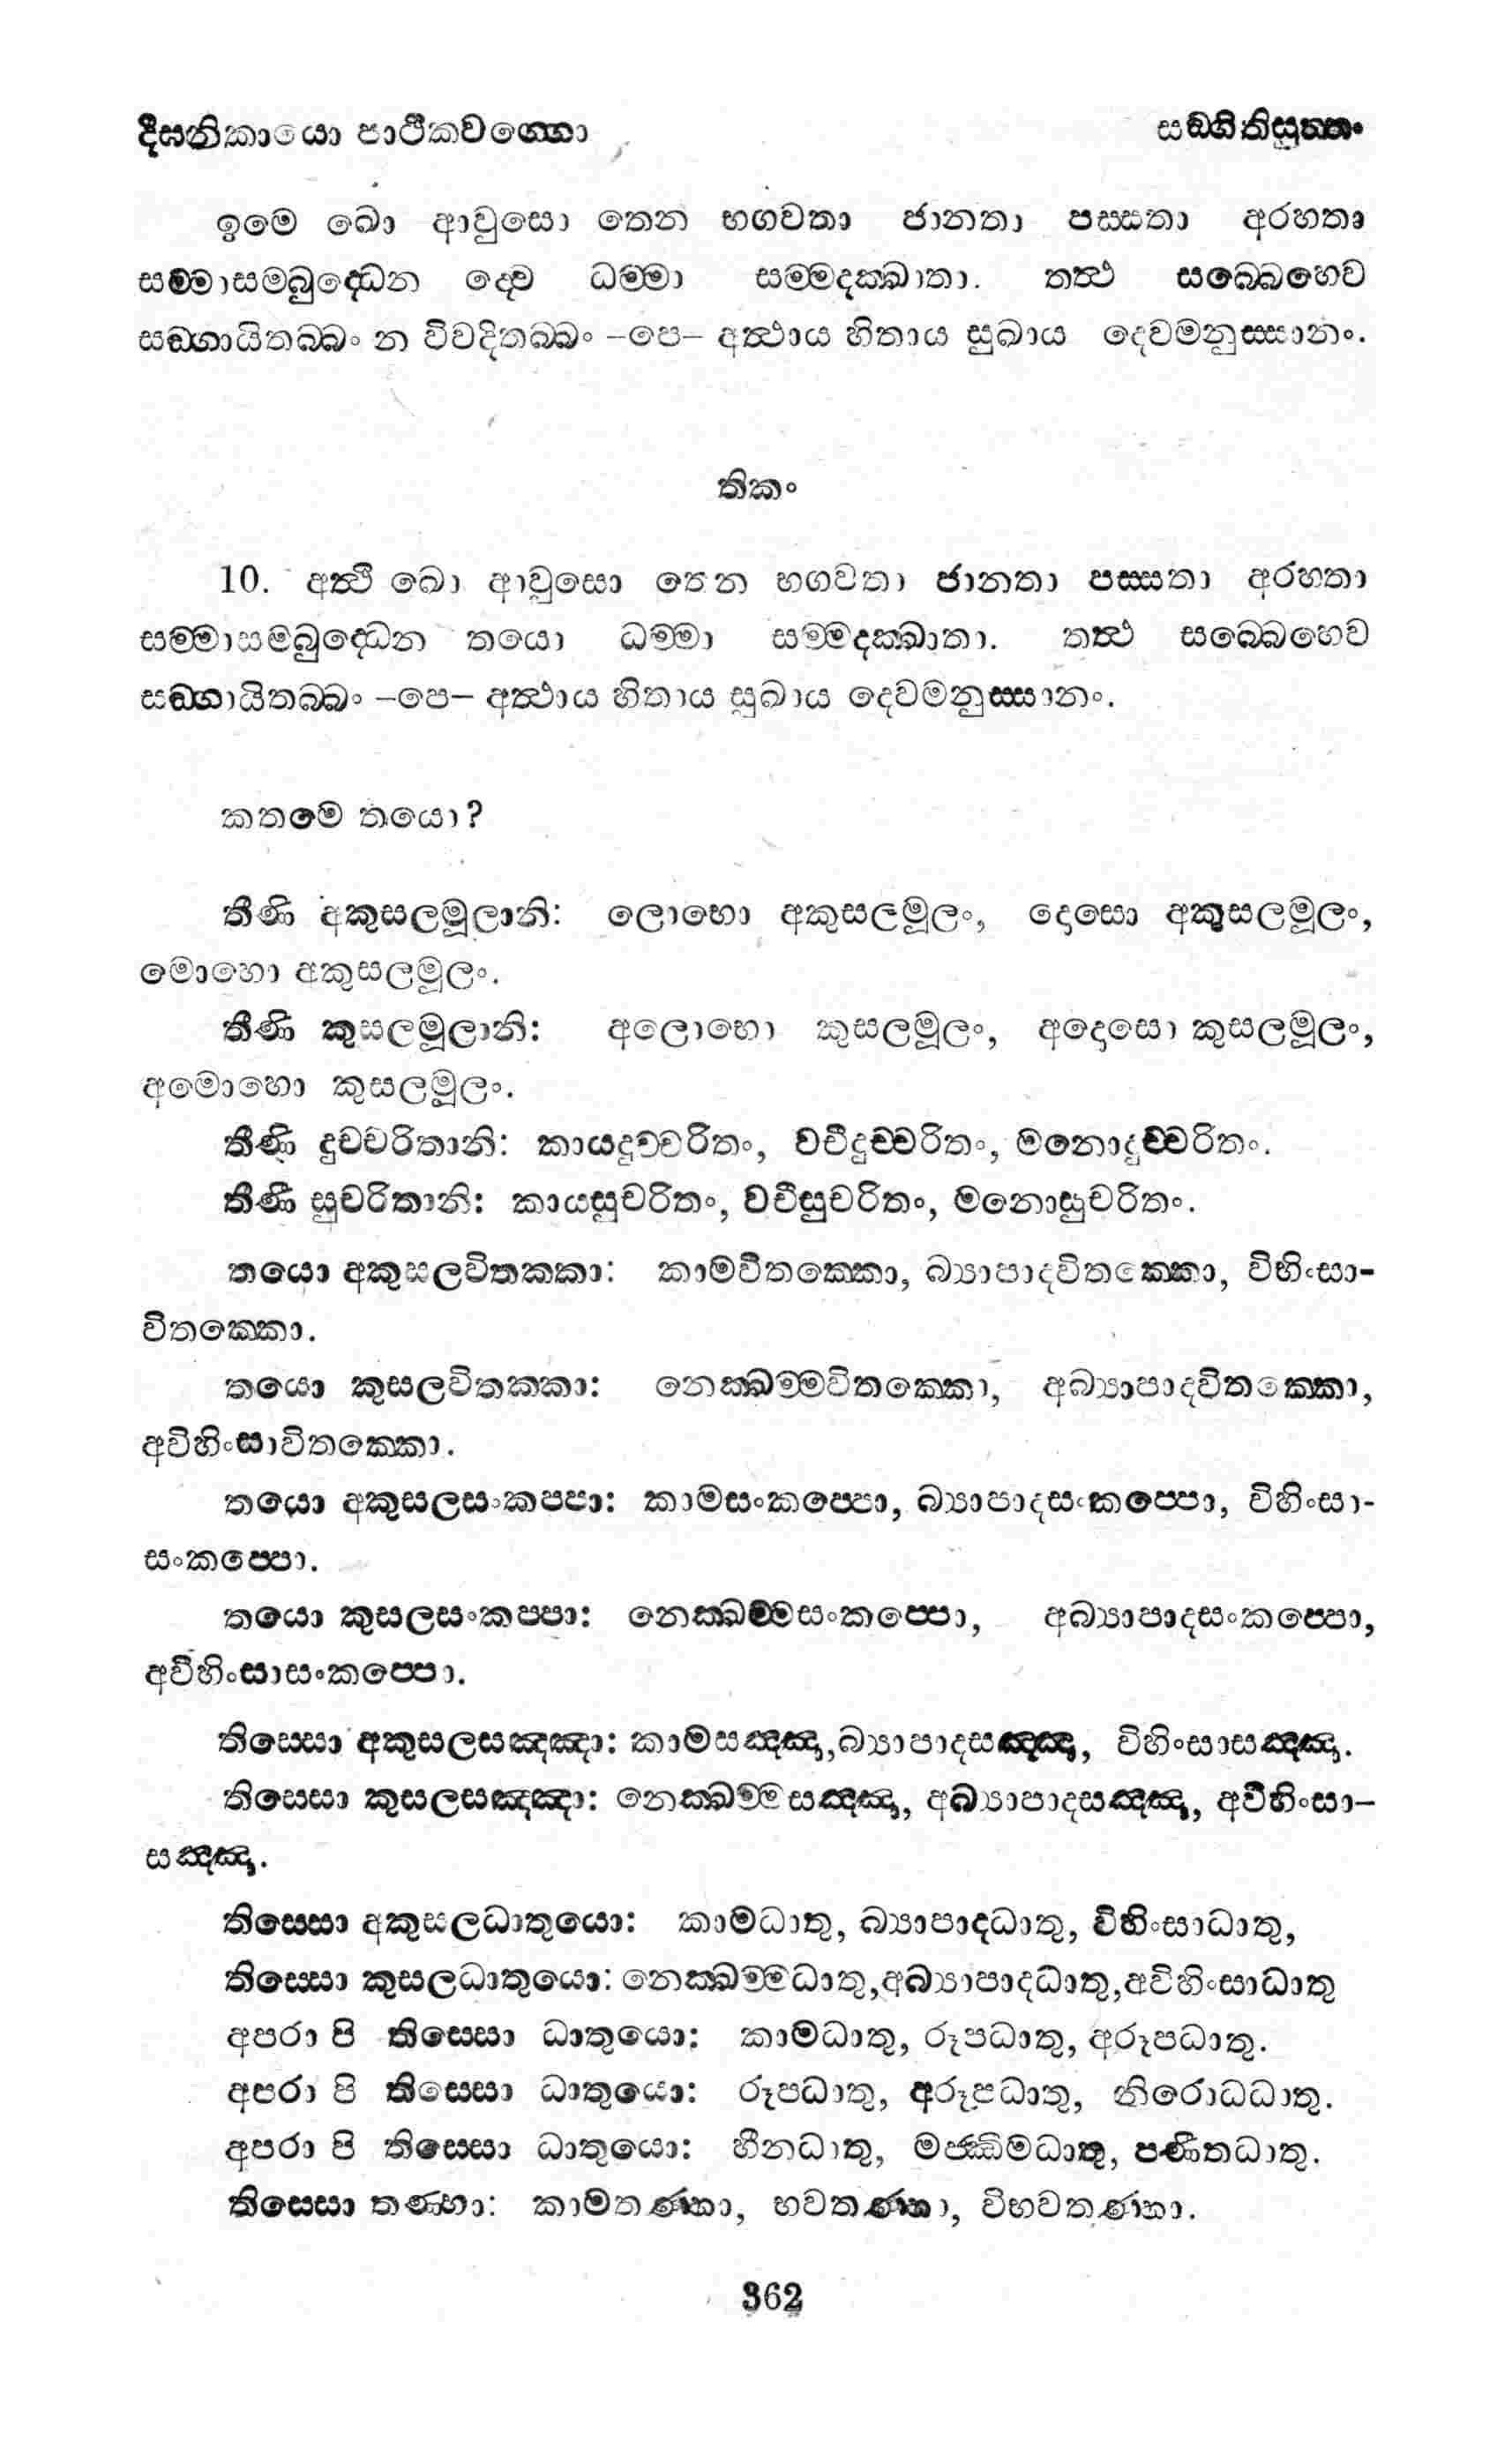 දීඝනිකායො පාථිකවග්ගො සඞ්ගීතිසුත්තං
ඉමෙ ඛො ආවුසො තෙන භගවතා ජානතා පස්සතා අරහතා
සම්මාසම්බුද්ධෙන ද්වෙ ධම්මා සම්මදක්ඛාතා. තත්ථ සබ්බෙහෙව
සඞ්ගායිතබ්බං න විවදිතබ්බං –පෙ– අත්ථාය හිතාය සුඛාය දෙවමනුස්සානං.
තිකං
10. අත්ථි ඛො ආවුසො තෙන භගවතා ජානතා පස්සතා අරහතා
සම්මාසම්බුද්ධෙන තයො ධම්මා සම්මදක්ඛාතා. තත්ථ සබ්බෙහෙව
සඞ්ගායිතබ්බං –පෙ– අත්ථාය හිතාය සුඛාය දෙවමනුස්සානං.
කතමෙ තයො?
තීණි අකුසලමූලානි: ලොභො අකුසලමූලං, දොසො අකුසලමූලං,
මොහො අකුසලමූලං.
තීණි කුසලමූලානි: අලොභො කුසලමූලං, අදොසො කුසලමූලං,
අමොහො කුසලමූලං.
තීණි දුච්චරිතානි: කායදුච්චරිතං, වචීදුච්චරිතං, මනොදුච්චරිතං.
තීණි සුචරිතානි: කායසුචරිතං, වචීසුචරිතං, මනොසුචරිතං.
තයො අකුසලවිතක්කා: කාමවිතක්කො, බ්‍යාපාදවිතක්කො, විහිංසා-
විතක්කො.
තයො කුසලවිතක්කා: නෙක්ඛම්මවිතක්කො, අබ්‍යාපාදවිතක්කො,
අවිහිංසාවිතක්කො.
තයො අකුසලසංකප්පා: කාමසංකප්පො, බ්‍යාපාදසංකප්පො, විහිංසා-
සංකප්පො.
තයො කුසලසංකප්පා: නෙක්ඛම්මසංකප්පො, අබ්‍යාපාදසංකප්පො,
අවිහිංසාසංකප්පො.
තිස්සො අකුසලසඤ්ඤා: කාමසඤ්ඤා, බ්‍යාපාදසඤ්ඤා, විහිංසාසඤ්ඤා.
තිස්සො කුසලසඤ්ඤා: නෙක්ඛම්මසඤ්ඤා, අබ්‍යාපාදසඤ්ඤා, අවිහිංසා–
සඤ්ඤා.
තිස්සො අකුසලධාතුයො: කාමධාතු, බ්‍යාපාදධාතු, විහිංසාධාතු,
තිස්සො කුසලධාතුයො: නෙක්ඛම්මධාතු, අබ්‍යාපාදධාතු, අවිහිංසාධාතු
අපරා පි තිස්සො ධාතුයො: කාමධාතු, රූපධාතු, අරූපධාතු.
අපරා පි තිස්සො ධාතුයො: රූපධාතු, අරූපධාතු, නිරොධධාතු.
අපරා පි තිස්සො ධාතුයො: හීනධාතු, මජ්ඣිමධාතු, පණීතධාතු.
තිස්සො තණ්හා: කාමතණ්හා, භවතණ්හා, විභවතණ්හා.
362